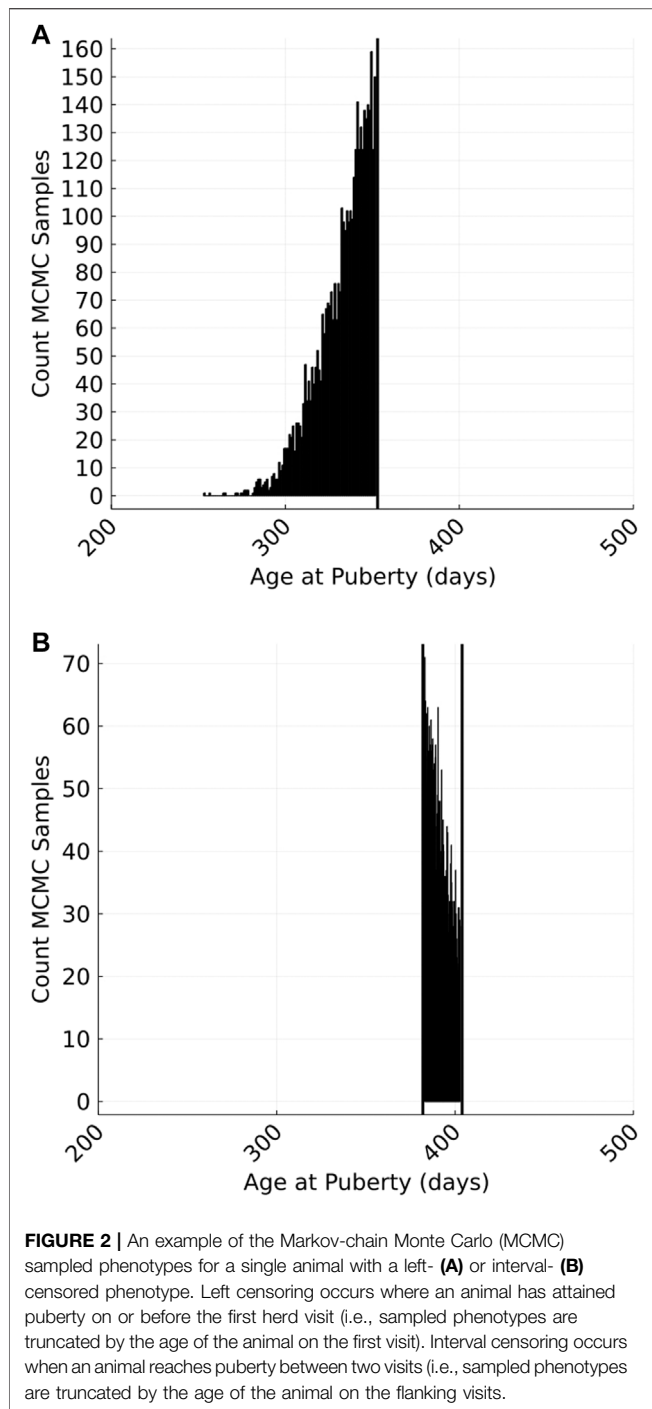 A
160
150
140
130
120
110
100
90
80
70
60
50
40
30
20
10
0
Count MCMC Samples
200
300
400
500
Age at Puberty (days)
B
70
60
50
40
30
20
10
0
Count MCMC Samples
200
300
400
500
Age at Puberty (days)
FIGURE 2 | An example of the Markov-chain Monte Carlo (MCMC)
sampled phenotypes for a single animal with a left- (A) or interval- (B)
censored phenotype. Left censoring occurs where an animal has attained
puberty on or before the first herd visit (i.e., sampled phenotypes are
truncated by the age of the animal on the first visit). Interval censoring occurs
when an animal reaches puberty between two visits (i.e., sampled phenotypes
are truncated by the age of the animal on the flanking visits.